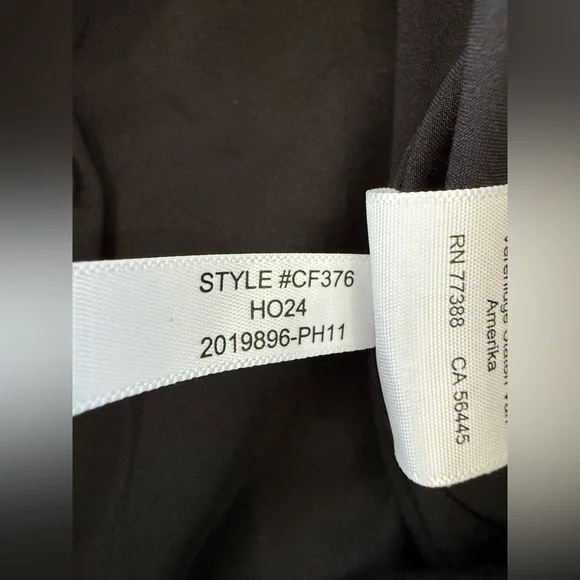 STYLE #CF376
HO24
2019896-PH11
Amerika
RN 77388 CA 56445